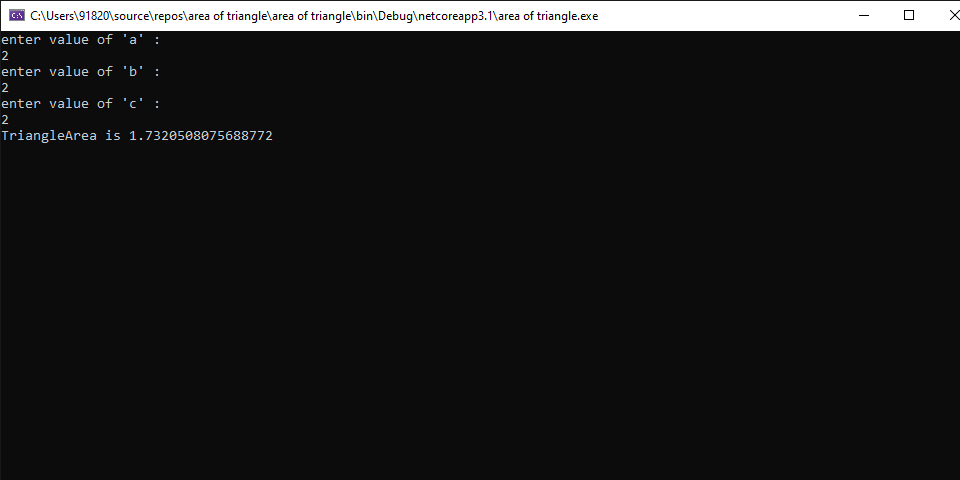 C:\Users\91820\source\repos\area of triangle\area of triangle\bin\Debug\netcoreapp3.1\area of triangle.exe
enter value of 'a' :
2
enter value of 'b' :
2
enter value of 'c' :
2
TriangleArea is 1.7320508075688772